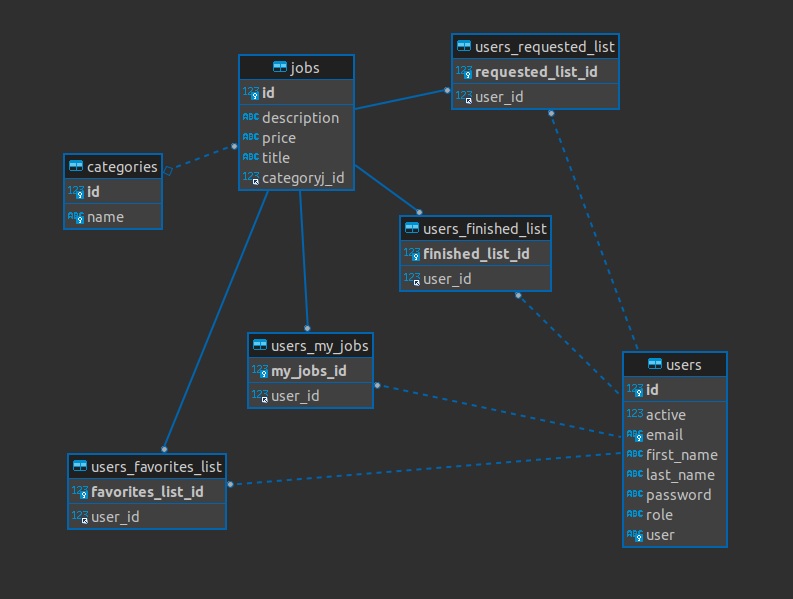 users_requested_list
123 requested_list_id
123 user_id
jobs
123 id
ABC description
ABC price
ABC title
123 categoryj_id
categories
123 id
ABC name
users_finished_list
123 finished_list_id
123 user_id
users_my_jobs
123 my_jobs_id
123 user_id
users
123 id
123 active
ABC email
ABC first_name
ABC last_name
ABC password
ABC role
ABC user
users_favorites_list
123 favorites_list_id
123 user_id